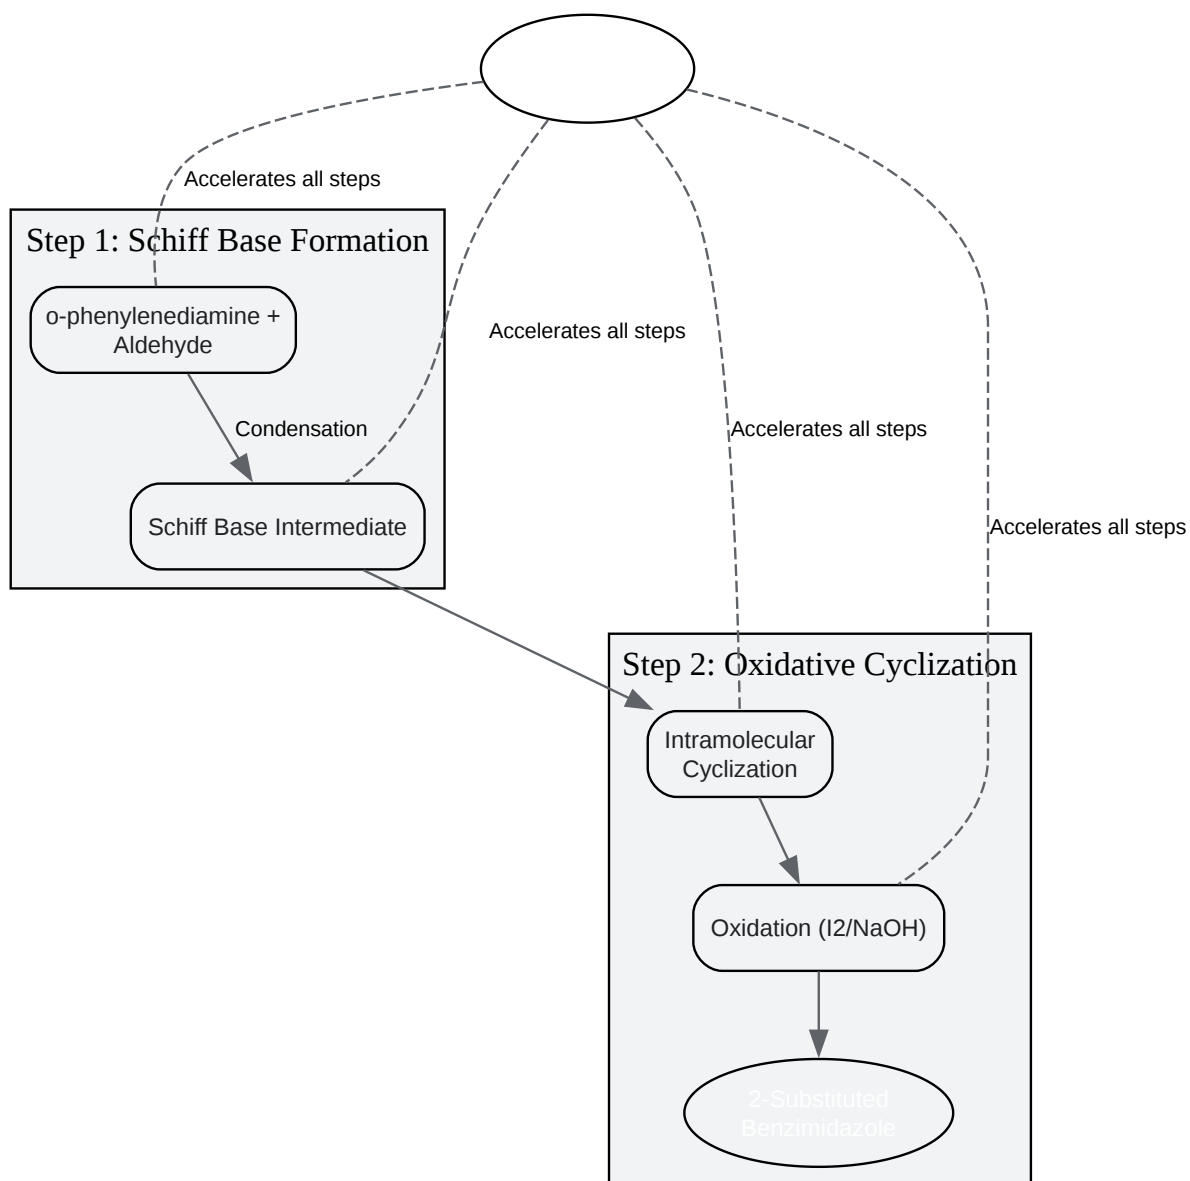 Accelerates all steps
Step 1: Schiff Base Formation
o-phenylenediamine +
Aldehyde
Accelerates all steps
Condensation
Accelerates all steps
Schiff Base Intermediate
Accelerates all steps
Step 2: Oxidative Cyclization
Intramolecular
Cyclization
Oxidation (I2/NaOH)
2-Substituted
Benzimidazole